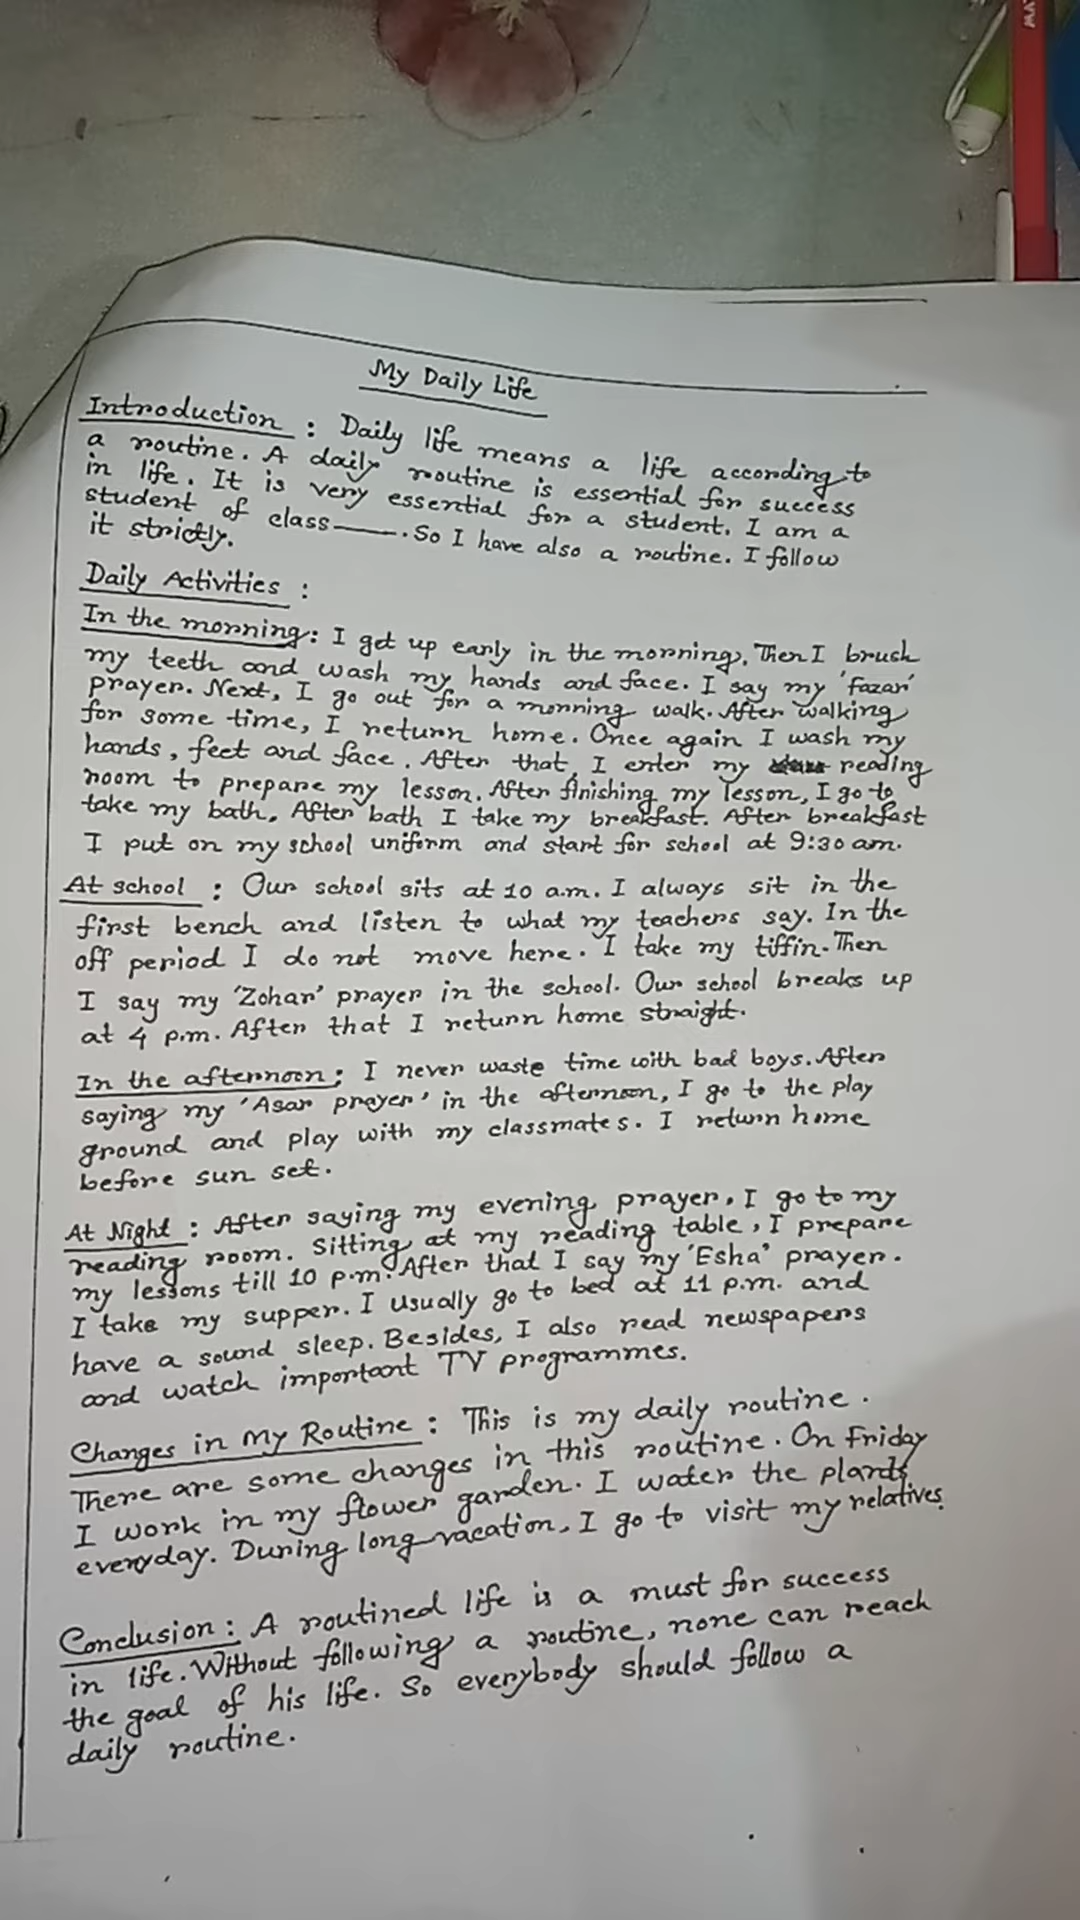 My Daily Life
Introduction : Daily life means a life according to
a routine. A daily routine is essential for success
in life. It is very essential for a student. I am a
student of class——. So I have also a routine. I follow
it strictly.
Daily Activities :
In the morning: I get up early in the morning. Then I brush
my teeth and wash my hands and face. I say my 'fazar'
prayer. Next, I go out for a morning walk. After walking
for some time, I return home. Once again I wash my
hands, feet and face. After that, I enter my reading
room to prepare my lesson. After finishing my lesson, I go to
take my bath. After bath I take my breakfast. After breakfast
I put on my school uniform and start for school at 9:30 am.
At school : Our school sits at 10 a.m. I always sit in the
first bench and listen to what my teachers say. In the
off period I do not move here. I take my tiffin. Then
I say my 'Zohar' prayer in the school. Our school breaks up
at 4 p.m. After that I return home straight.
In the afternoon: I never waste time with bad boys. After
saying my 'Asar prayer' in the afternoon, I go to the play
ground and play with my classmates. I return home
before sun set.
At Night : After saying my evening prayer, I go to my
reading room. Sitting at my reading table, I prepare
my lessons till 10 p.m. After that I say my 'Esha' prayer.
I take my supper. I usually go to bed at 11 p.m. and
have a sound sleep. Besides, I also read newspapers
and watch important TV programmes.
Changes in My Routine : This is my daily routine.
There are some changes in this routine. On Friday
I work in my flower garden. I water the plants
everyday. During long vacation, I go to visit my relatives.
Conclusion : A routined life is a must for success
in life. Without following a routine, none can reach
the goal of his life. So everybody should follow a
daily routine.